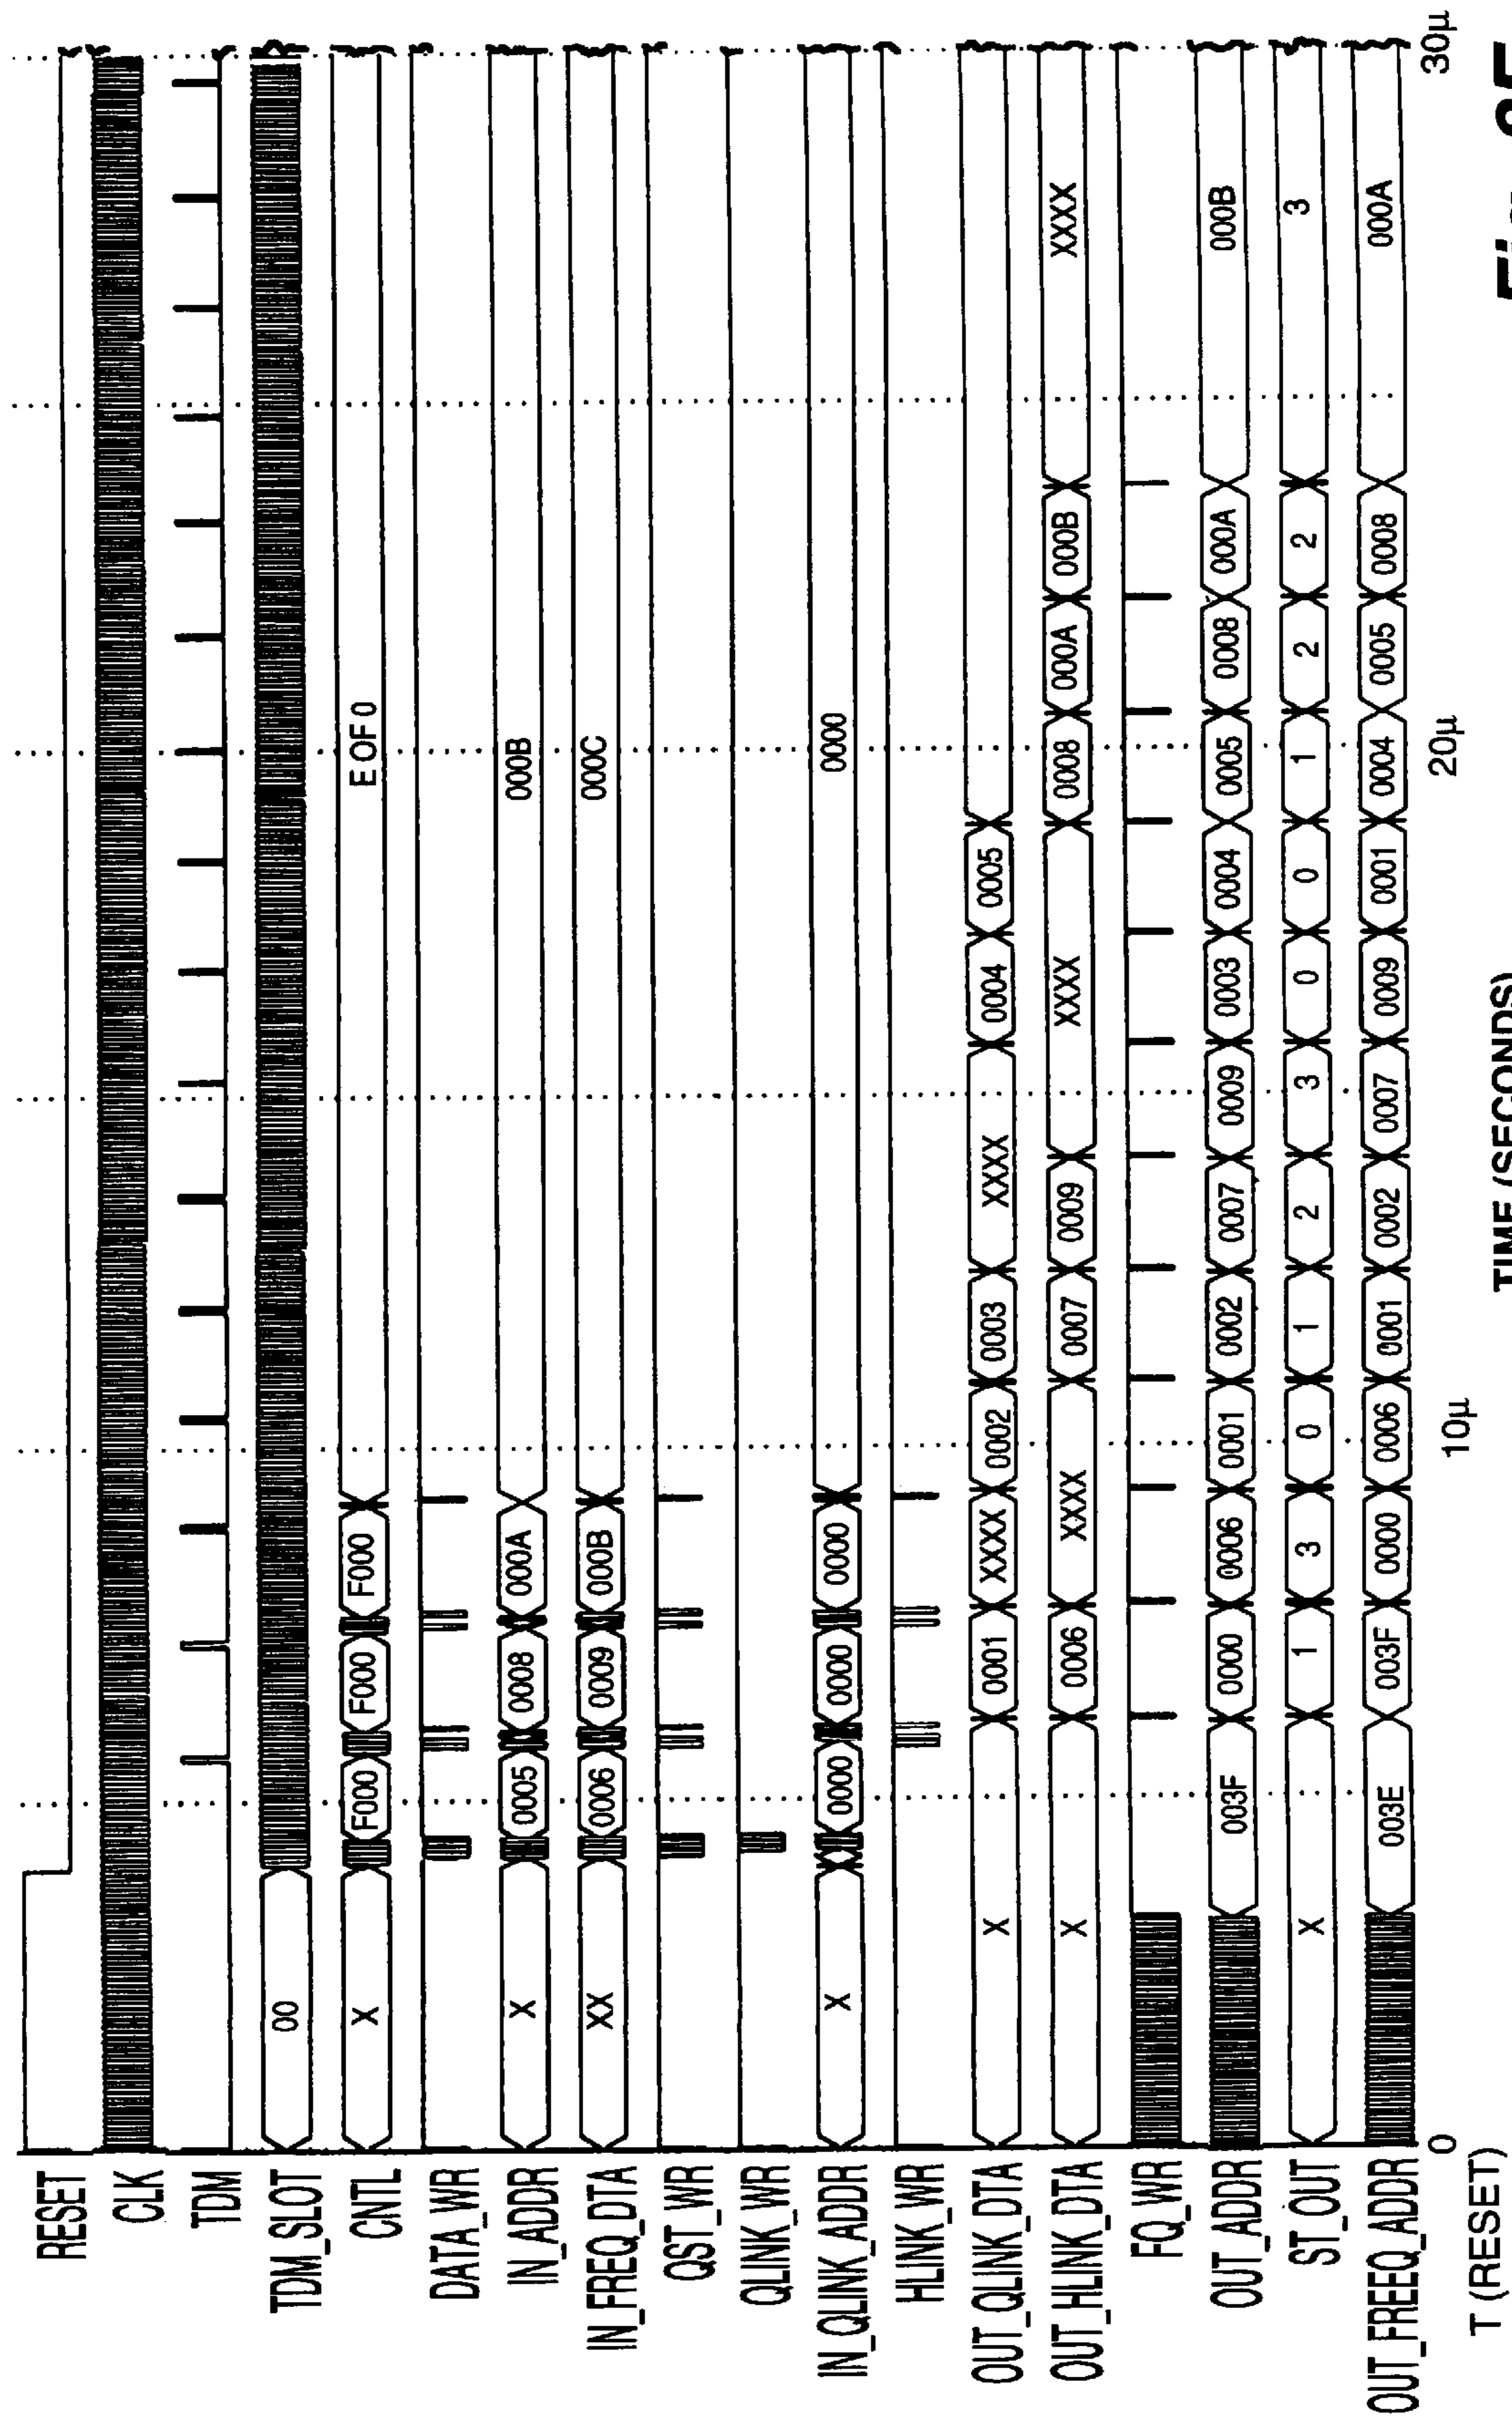 RESET
CLK
TDM
TDM_SLOT 00
CNTL X F000 F000 F000 E OF 0
DATA_WR
IN_ADDR X 0005 0008 000A 000B
IN_FREQ_DTA XX 0006 0009 000B 000C
QST_WR
QLINK_WR
IN_QLINK_ADDR X 0000 0000 0000 0000
HLINK_WR
OUT_QLINK_DTA X 0001 XXXX 0002 0003 XXXX 0004 0005
OUT_HLINK_DTA X 0006 XXXX 0007 0009 XXXX 0008 000A 000B XXXX
FQ_WR
OUT_ADDR 003F 0000 0006 0001 0002 0007 0009 0003 0004 0005 0008 000A 000B
ST_OUT X 1 3 0 1 2 3 0 0 1 2 2 3
OUT_FREEQ_ADDR 003E 003F 0000 0006 0001 0002 0007 0009 0001 0004 0005 0008 000A
0 10µ 20µ 30µ
T (RESET)
TIME (SECONDS)